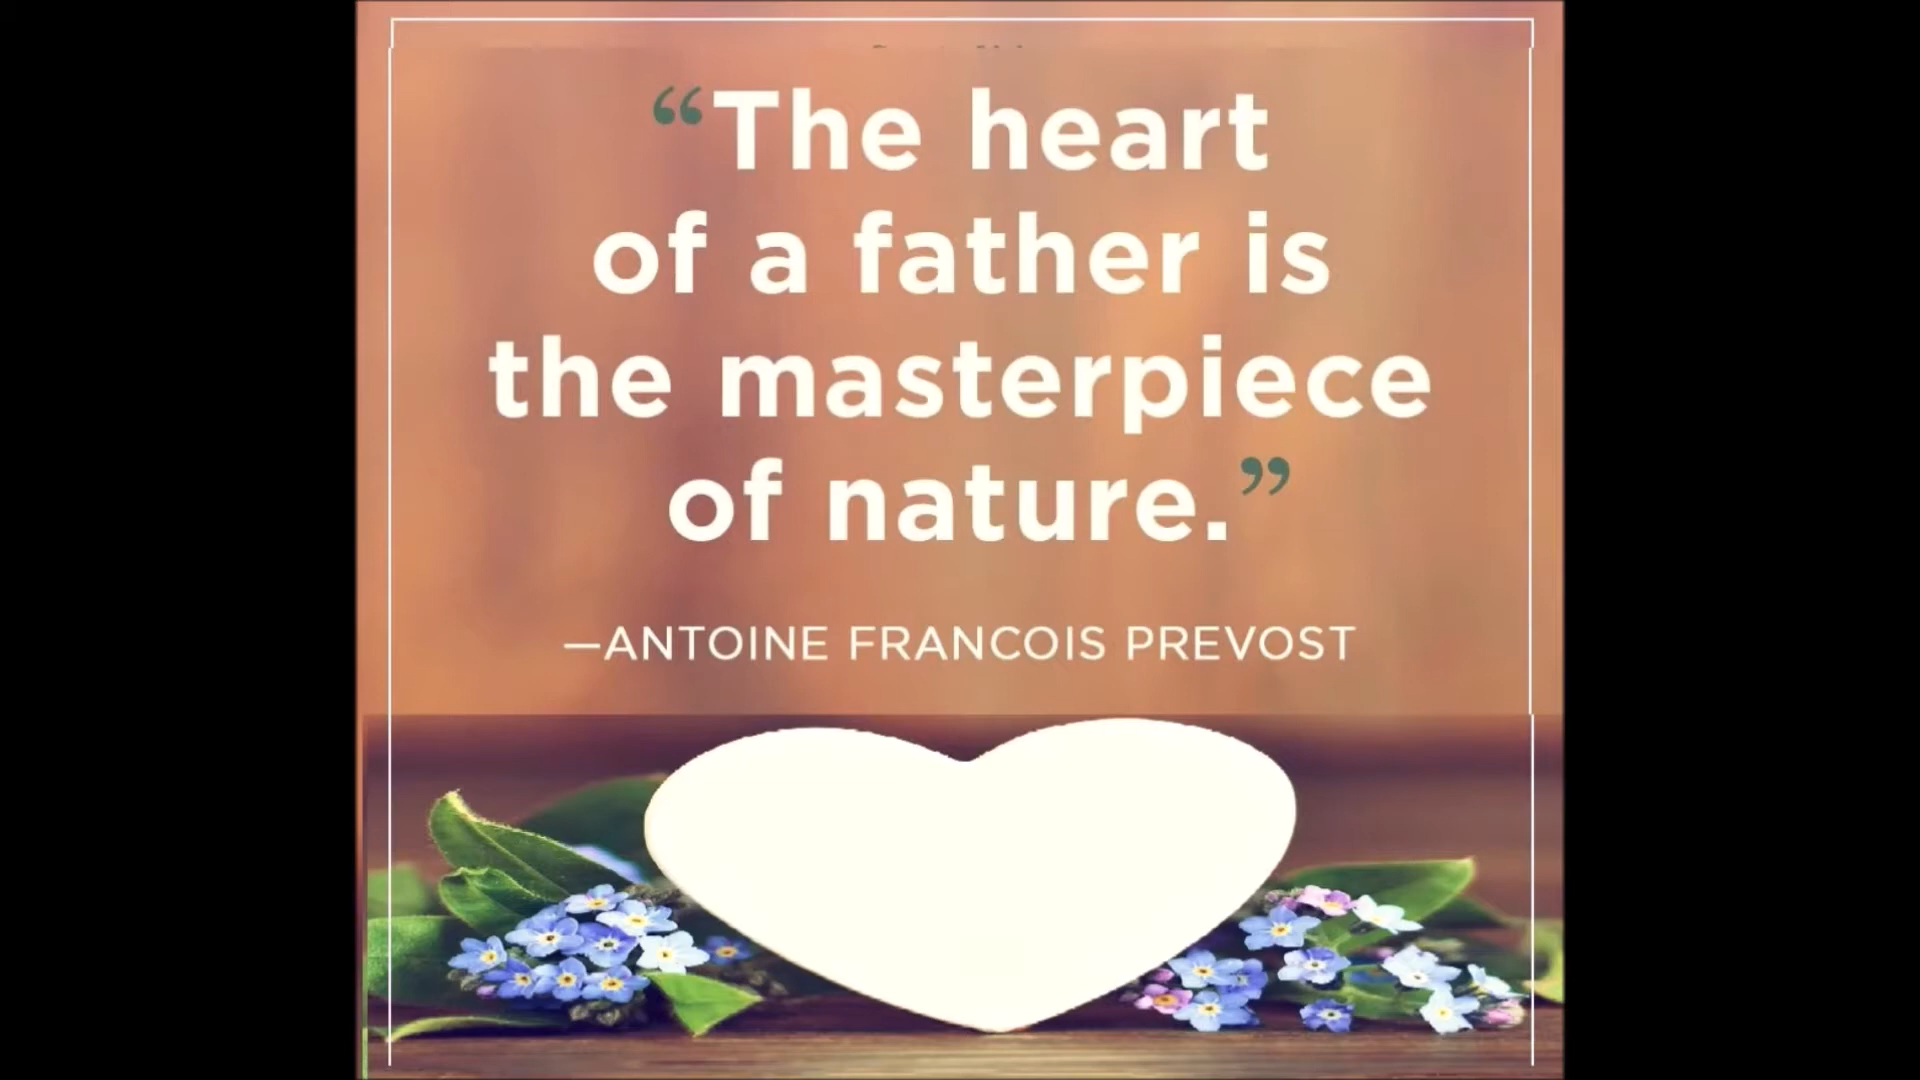 “The heart
of a father is
the masterpiece
of nature.”
—ANTOINE FRANCOIS PREVOST